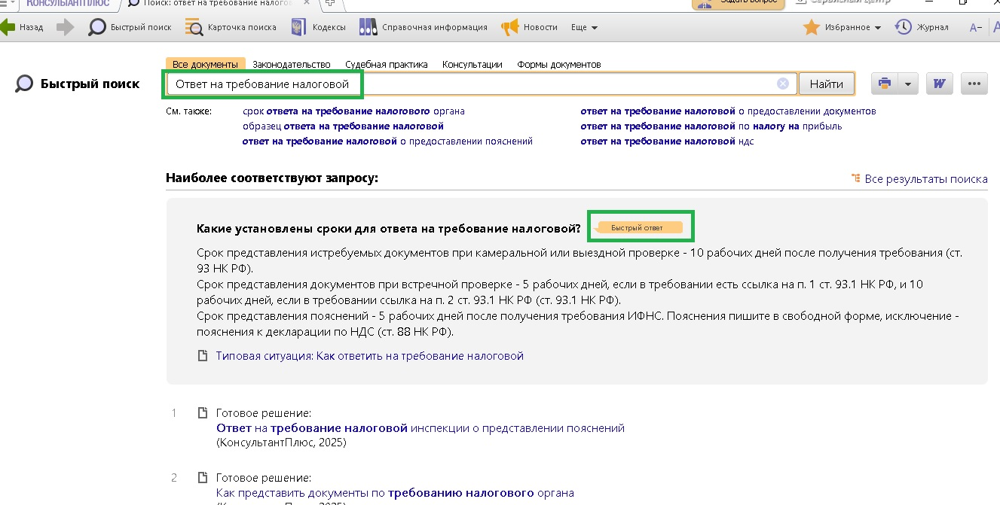 КОНСУЛЬТАНТПЛЮС Поиск: ответ на требование налогов × Задать вопрос Сервисный центр
Назад Быстрый поиск Карточка поиска Кодексы Справочная информация Новости Еще Избранное Журнал А−
Все документы Законодательство Судебная практика Консультации Формы документов
Быстрый поиск Ответ на требование налоговой Найти W
См. также: срок ответа на требование налогового органа ответ на требование налоговой о предоставлении документов
образец ответа на требование налоговой ответ на требование налоговой по налогу на прибыль
ответ на требование налоговой о предоставлении пояснений ответ на требование налоговой ндс
Наиболее соответствуют запросу: Все результаты поиска
Какие установлены сроки для ответа на требование налоговой? Быстрый ответ
Срок представления истребуемых документов при камеральной или выездной проверке - 10 рабочих дней после получения требования (ст.
93 НК РФ).
Срок представления документов при встречной проверке - 5 рабочих дней, если в требовании есть ссылка на п. 1 ст. 93.1 НК РФ, и 10
рабочих дней, если в требовании ссылка на п. 2 ст. 93.1 НК РФ (ст. 93.1 НК РФ).
Срок представления пояснений - 5 рабочих дней после получения требования ИФНС. Пояснения пишите в свободной форме, исключение -
пояснения к декларации по НДС (ст. 88 НК РФ).
Типовая ситуация: Как ответить на требование налоговой
1 Готовое решение:
Ответ на требование налоговой инспекции о представлении пояснений
(КонсультантПлюс, 2025)
2 Готовое решение:
Как представить документы по требованию налогового органа
(КонсультантПлюс, 2025)